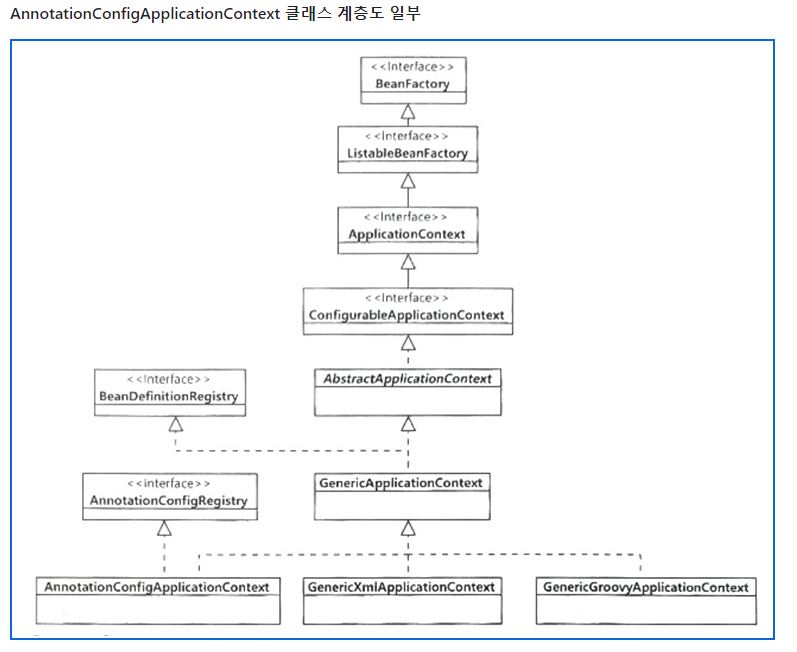 AnnotationConfigApplicationContext 클래스 계층도 일부
<<Interface>>
BeanFactory
<<Interface>>
ListableBeanFactory
<<Interface>>
ApplicationContext
<<Interface>>
ConfigurableApplicationContext
<<Interface>>
BeanDefinitionRegistry
AbstractApplicationContext
<<Interface>>
AnnotationConfigRegistry
GenericApplicationContext
AnnotationConfigApplicationContext
GenericXmlApplicationContext
GenericGroovyApplicationContext